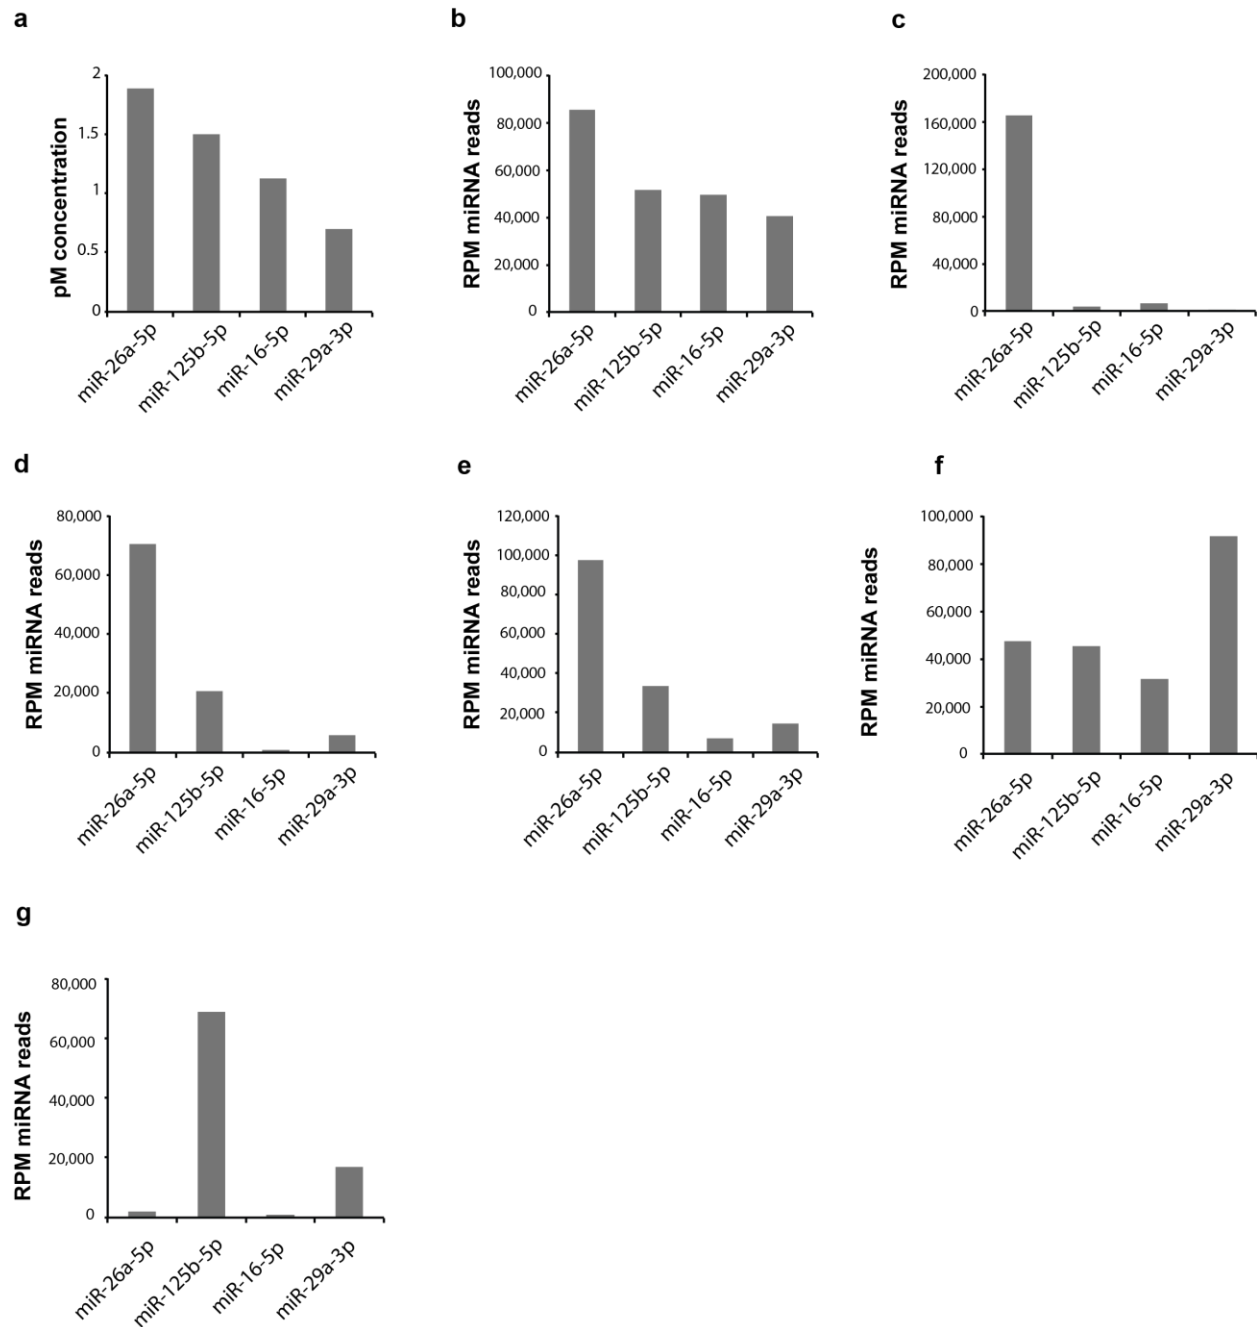 a
pM concentration
2
1.5
1
0.5
0
miR-26a-5p
miR-125b-5p
miR-16-5p
miR-29a-3p
b
RPM miRNA reads
100,000
80,000
60,000
40,000
20,000
0
miR-26a-5p
miR-125b-5p
miR-16-5p
miR-29a-3p
c
RPM miRNA reads
200,000
160,000
120,000
80,000
40,000
0
miR-26a-5p
miR-125b-5p
miR-16-5p
miR-29a-3p
d
RPM miRNA reads
80,000
60,000
40,000
20,000
0
miR-26a-5p
miR-125b-5p
miR-16-5p
miR-29a-3p
e
RPM miRNA reads
120,000
100,000
80,000
60,000
40,000
20,000
0
miR-26a-5p
miR-125b-5p
miR-16-5p
miR-29a-3p
f
RPM miRNA reads
100,000
80,000
60,000
40,000
20,000
0
miR-26a-5p
miR-125b-5p
miR-16-5p
miR-29a-3p
g
RPM miRNA reads
80,000
60,000
40,000
20,000
0
miR-26a-5p
miR-125b-5p
miR-16-5p
miR-29a-3p